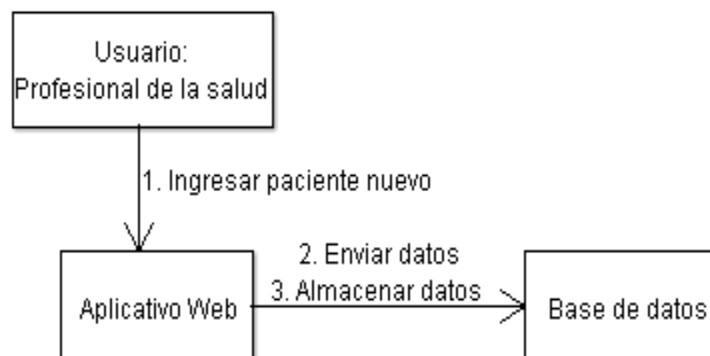 Usuario:
Profesional de la salud
1. Ingresar paciente nuevo
2. Enviar datos
3. Almacenar datos
Aplicativo Web
Base de datos